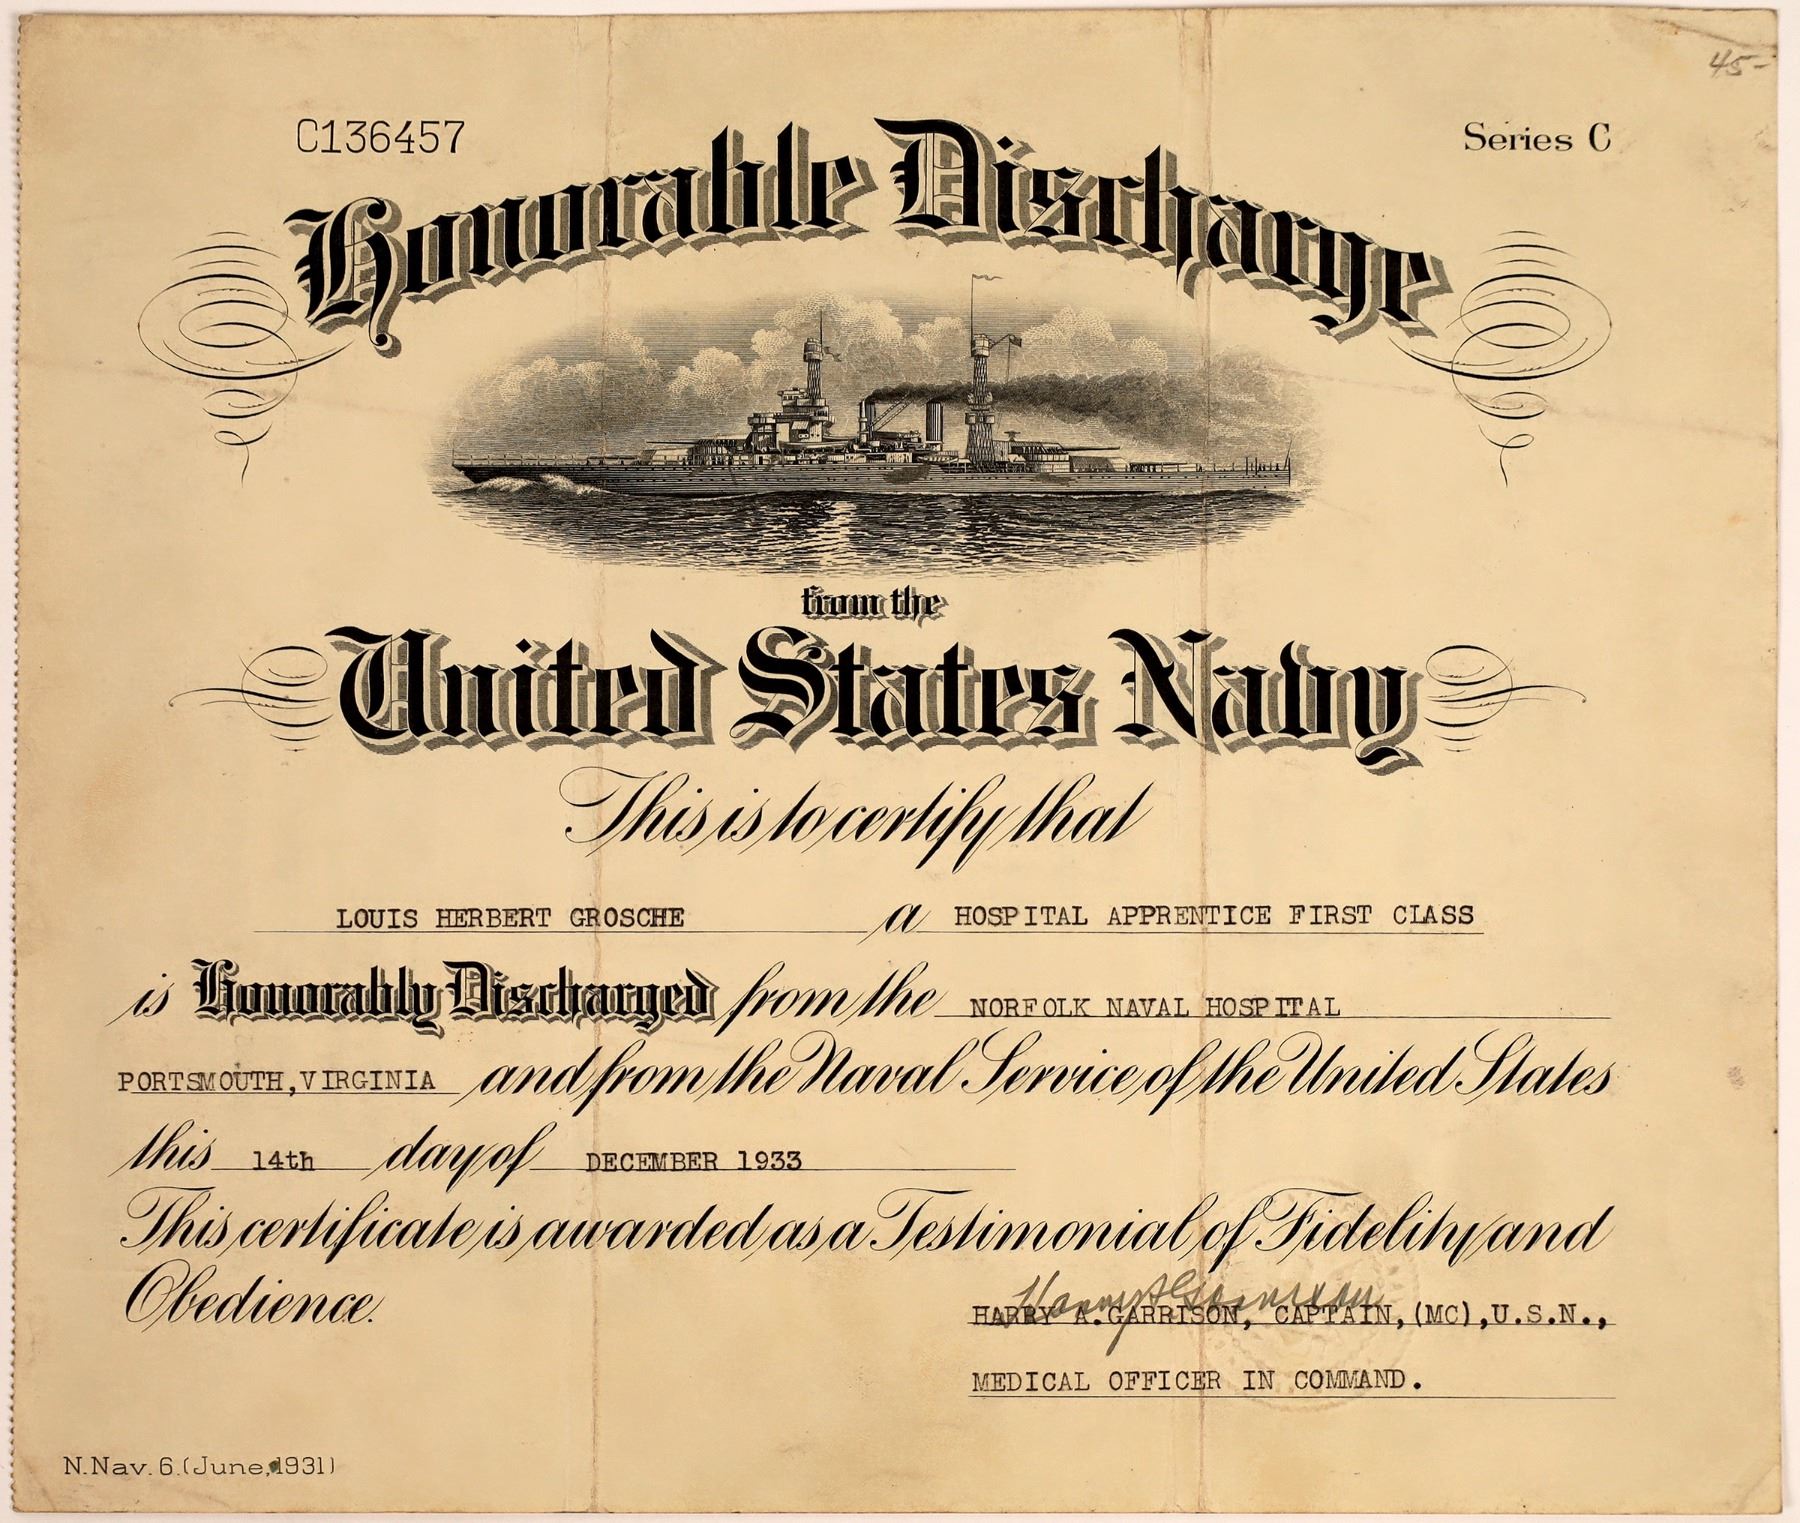 45-
C136457
Series C
Honorable Discharge
from the
United States Navy
This is to certify that
LOUIS HERBERT GROSCHE a HOSPITAL APPRENTICE FIRST CLASS
is Honorably Discharged from the NORFOLK NAVAL HOSPITAL
PORTSMOUTH,VIRGINIA and from the Naval Service of the United States
this 14th day of DECEMBER 1933
This certificate is awarded as a Testimonial of Fidelity and
Obedience.
Harry A Garrison
HARRY A.GARRISON, CAPTAIN,(MC),U.S.N.,
MEDICAL OFFICER IN COMMAND.
N.Nav. 6.(June,1931)